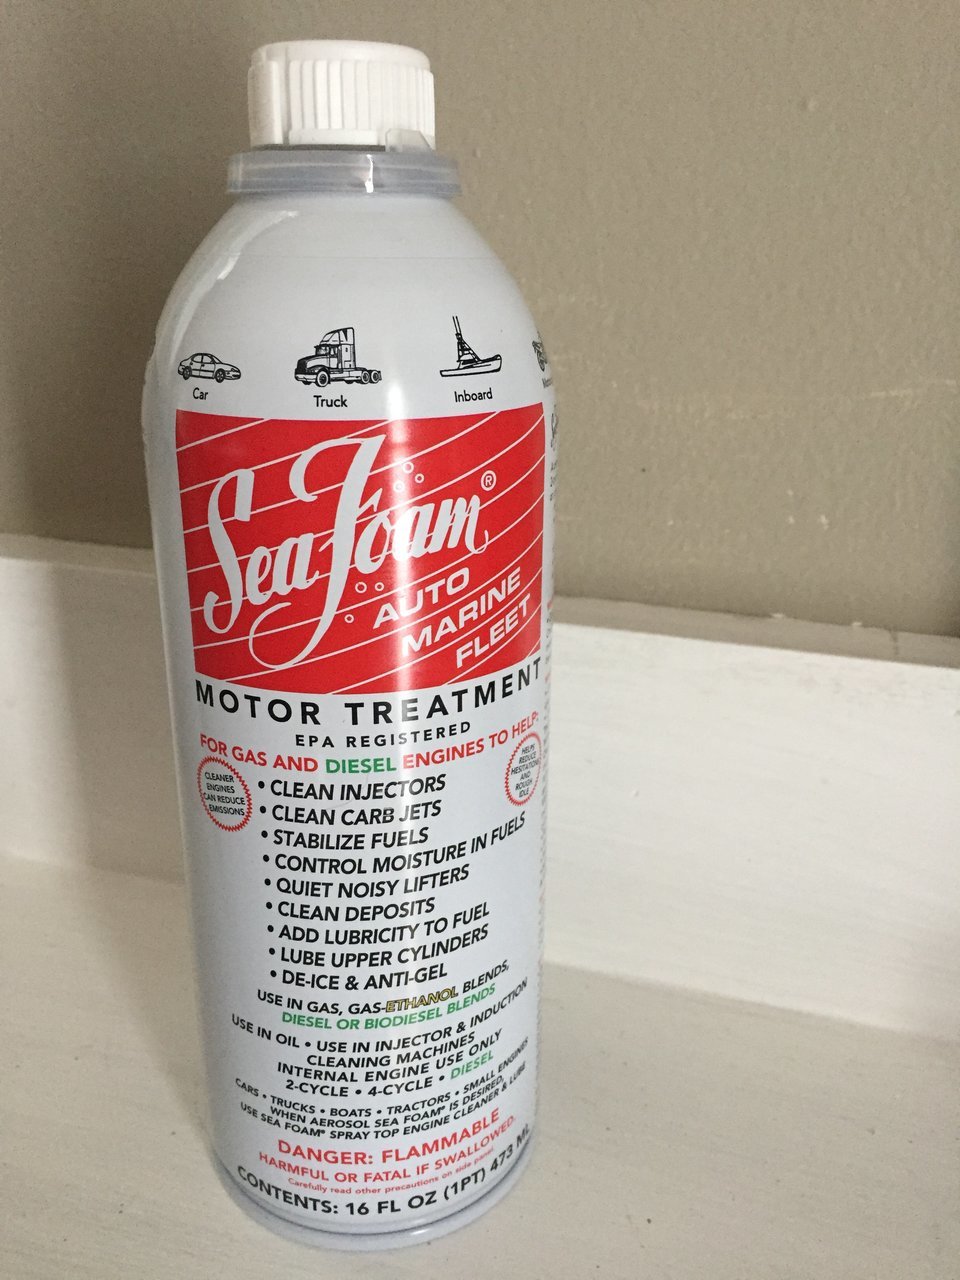 Car
Truck
Inboard
Sea Foam®
AUTO
MARINE
FLEET
MOTOR TREATMENT
EPA REGISTERED
FOR GAS AND DIESEL ENGINES TO HELP:
CLEANER
ENGINES
CAN REDUCE
EMISSIONS
HELPS
REDUCE
HESITATIONS
AND
ROUGH
IDLE
• CLEAN INJECTORS
• CLEAN CARB JETS
• STABILIZE FUELS
• CONTROL MOISTURE IN FUELS
• QUIET NOISY LIFTERS
• CLEAN DEPOSITS
• ADD LUBRICITY TO FUEL
• LUBE UPPER CYLINDERS
• DE-ICE & ANTI-GEL
USE IN GAS, GAS-ETHANOL BLENDS,
DIESEL OR BIODIESEL BLENDS
USE IN OIL • USE IN INJECTOR & INDUCTION
CLEANING MACHINES
INTERNAL ENGINE USE ONLY
2-CYCLE • 4-CYCLE • DIESEL
CARS • TRUCKS • BOATS • TRACTORS • SMALL ENGINES
WHEN AEROSOL SEA FOAM® IS DESIRED,
USE SEA FOAM® SPRAY TOP ENGINE CLEANER & LUBE
DANGER: FLAMMABLE
HARMFUL OR FATAL IF SWALLOWED.
Carefully read other precautions on side panel.
CONTENTS: 16 FL OZ (1PT) 473 ML